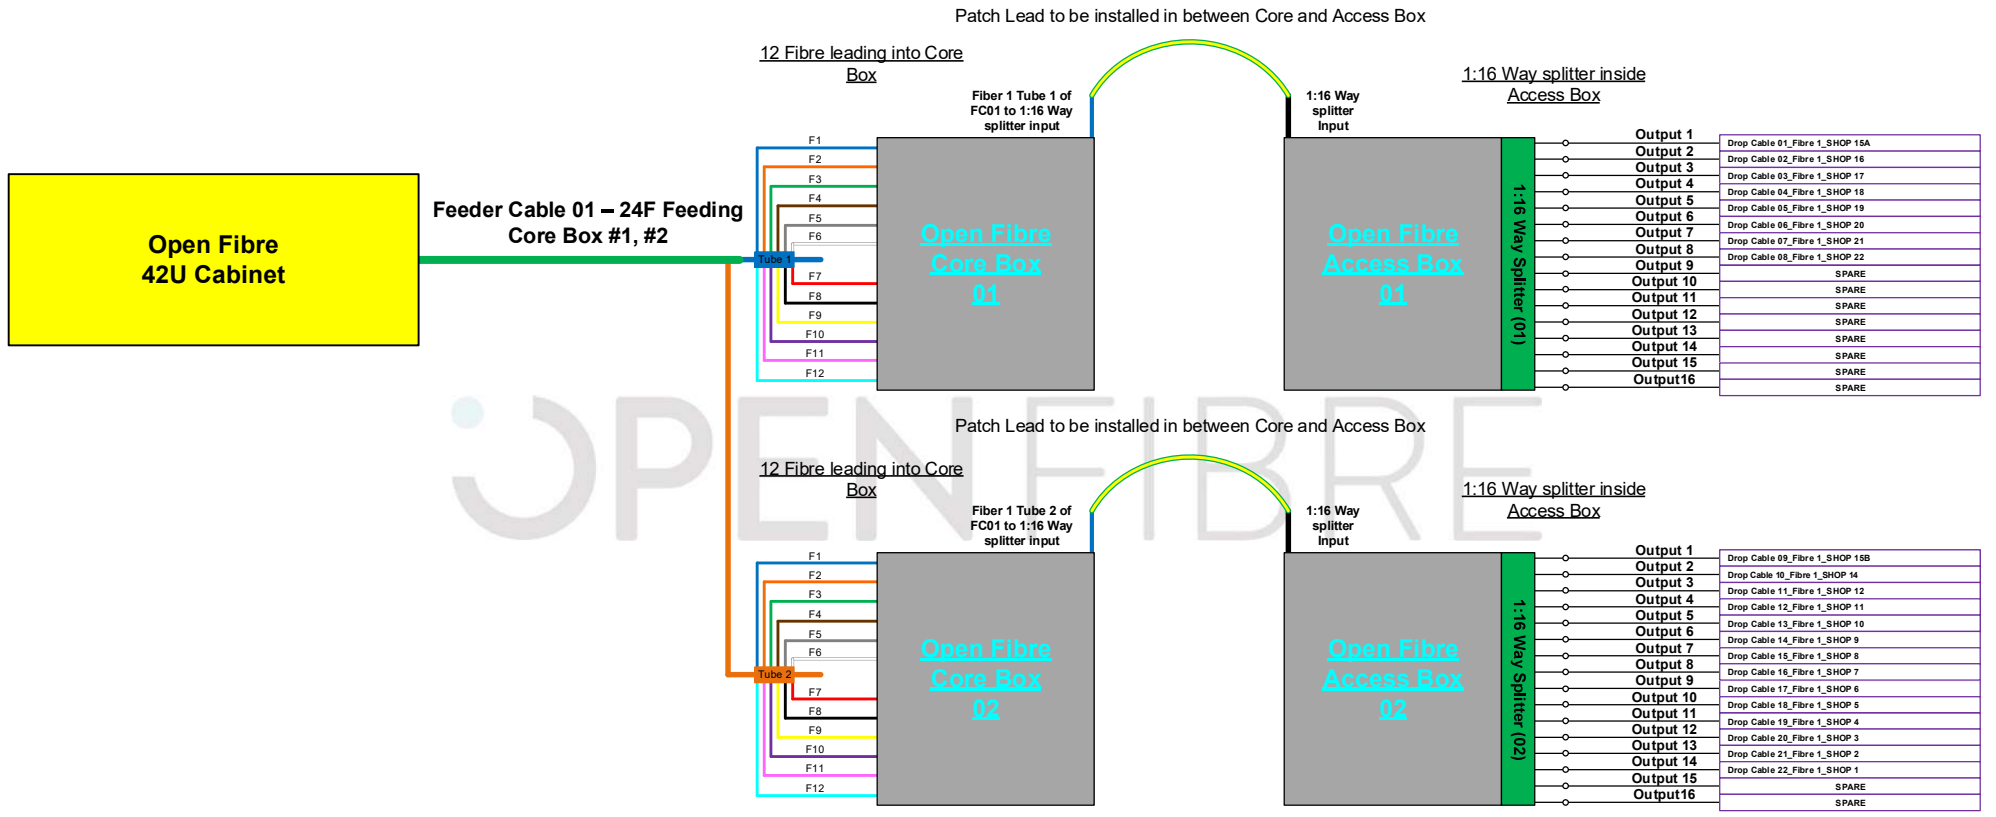 Patch Lead to be installed in between Core and Access Box
12 Fibre leading into Core
Box
1:16 Way splitter inside
Access Box
Fiber 1 Tube 1 of
FC01 to 1:16 Way
splitter input
1:16 Way
splitter
Input
Open Fibre
42U Cabinet
Feeder Cable 01 – 24F Feeding
Core Box #1, #2
Tube 1
F1
F2
F3
F4
F5
F6
F7
F8
F9
F10
F11
F12
Open Fibre
Core Box
01
Open Fibre
Access Box
01
1:16 Way Splitter (01)
Output 1 Drop Cable 01_Fibre 1_SHOP 15A
Output 2 Drop Cable 02_Fibre 1_SHOP 16
Output 3 Drop Cable 03_Fibre 1_SHOP 17
Output 4 Drop Cable 04_Fibre 1_SHOP 18
Output 5 Drop Cable 05_Fibre 1_SHOP 19
Output 6 Drop Cable 06_Fibre 1_SHOP 20
Output 7 Drop Cable 07_Fibre 1_SHOP 21
Output 8 Drop Cable 08_Fibre 1_SHOP 22
Output 9 SPARE
Output 10 SPARE
Output 11 SPARE
Output 12 SPARE
Output 13 SPARE
Output 14 SPARE
Output 15 SPARE
Output16 SPARE
OPENFIBRE
Patch Lead to be installed in between Core and Access Box
12 Fibre leading into Core
Box
1:16 Way splitter inside
Access Box
Fiber 1 Tube 2 of
FC01 to 1:16 Way
splitter input
1:16 Way
splitter
Input
Tube 2
F1
F2
F3
F4
F5
F6
F7
F8
F9
F10
F11
F12
Open Fibre
Core Box
02
Open Fibre
Access Box
02
1:16 Way Splitter (02)
Output 1 Drop Cable 09_Fibre 1_SHOP 15B
Output 2 Drop Cable 10_Fibre 1_SHOP 14
Output 3 Drop Cable 11_Fibre 1_SHOP 12
Output 4 Drop Cable 12_Fibre 1_SHOP 11
Output 5 Drop Cable 13_Fibre 1_SHOP 10
Output 6 Drop Cable 14_Fibre 1_SHOP 9
Output 7 Drop Cable 15_Fibre 1_SHOP 8
Output 8 Drop Cable 16_Fibre 1_SHOP 7
Output 9 Drop Cable 17_Fibre 1_SHOP 6
Output 10 Drop Cable 18_Fibre 1_SHOP 5
Output 11 Drop Cable 19_Fibre 1_SHOP 4
Output 12 Drop Cable 20_Fibre 1_SHOP 3
Output 13 Drop Cable 21_Fibre 1_SHOP 2
Output 14 Drop Cable 22_Fibre 1_SHOP 1
Output 15 SPARE
Output16 SPARE